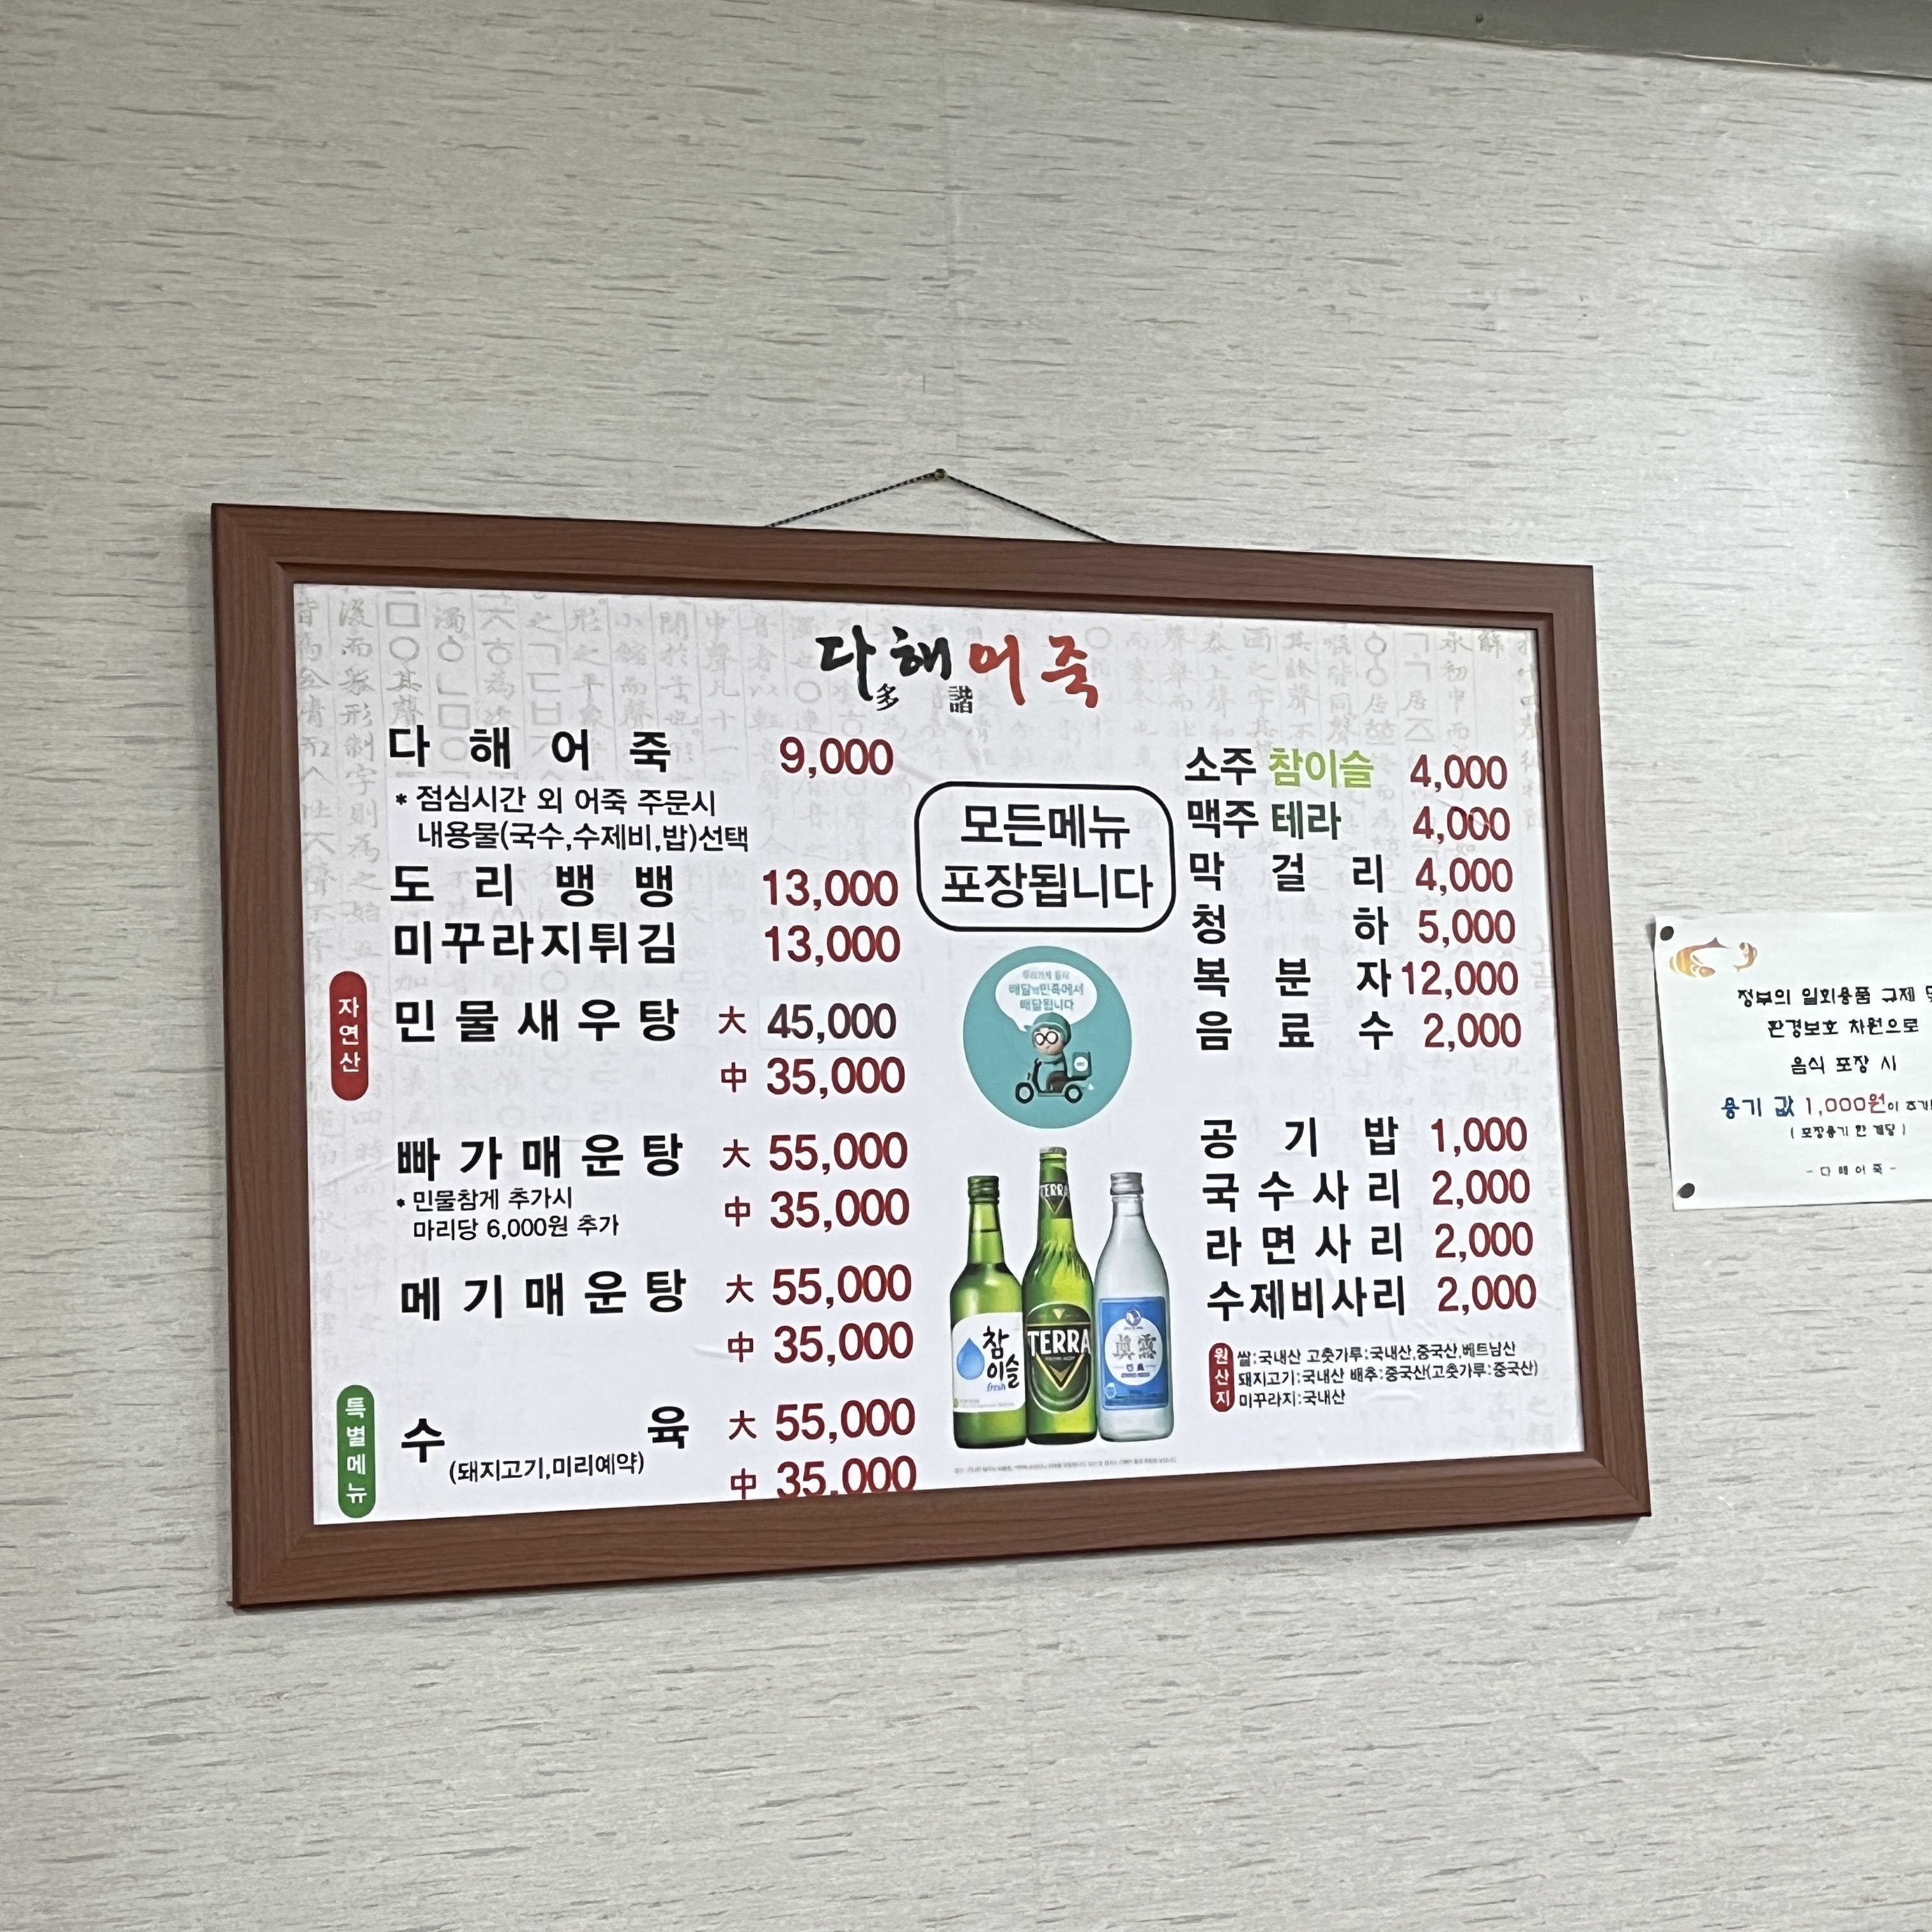 다해어죽
多 諧
다해어죽 9,000
* 점심시간 외 어죽 주문시
내용물(국수,수제비,밥)선택
도리뱅뱅 13,000
미꾸라지튀김 13,000
자연산
민물새우탕 大 45,000
中 35,000
빠가매운탕 大 55,000
* 민물참게 추가시
마리당 6,000원 추가
中 35,000
메기매운탕 大 55,000
中 35,000
특별메뉴
수육 大 55,000
(돼지고기,미리예약)
中 35,000
모든메뉴
포장됩니다
배달의민족에서
배달됩니다
참이슬
fresh
TERRA
TERRA
眞露
소주 참이슬 4,000
맥주 테라 4,000
막걸리 4,000
청하 5,000
복분자 12,000
음료수 2,000
공기밥 1,000
국수사리 2,000
라면사리 2,000
수제비사리 2,000
원산지
쌀:국내산 고춧가루:국내산,중국산,베트남산
돼지고기:국내산 배추:중국산(고춧가루:중국산)
미꾸라지:국내산
정부의 일회용품 규제 및
환경보호 차원으로
음식 포장 시
용기 값 1,000원이
(포장용기 한 개당)
-다해어죽-